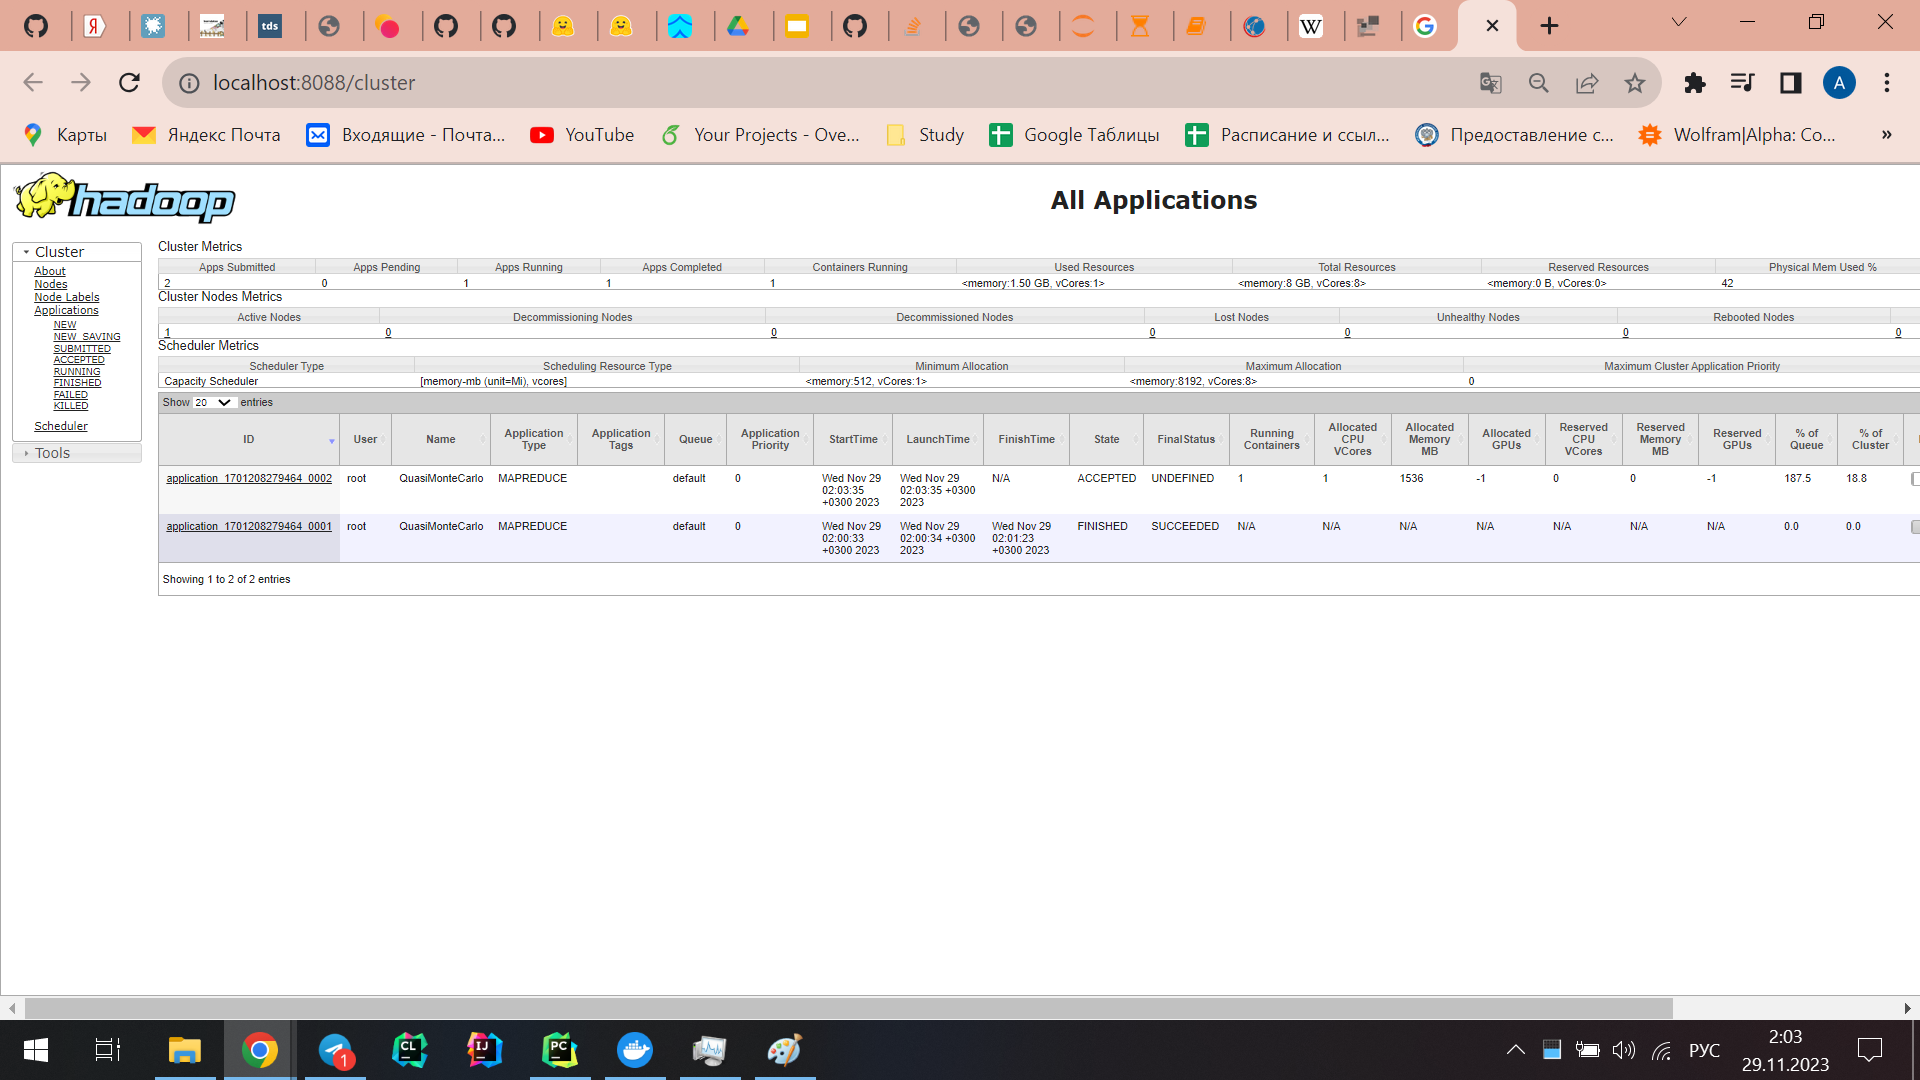 tds
W
localhost:8088/cluster
A
Карты
Яндекс Почта
Входящие - Почта...
YouTube
Your Projects - Ove...
Study
Google Таблицы
Расписание и ссыл...
Предоставление с...
Wolfram|Alpha: Co...
»
hadoop
All Applications
Cluster
About
Nodes
Node Labels
Applications
NEW
NEW_SAVING
SUBMITTED
ACCEPTED
RUNNING
FINISHED
FAILED
KILLED
Scheduler
Tools
Cluster Metrics
Apps Submitted Apps Pending Apps Running Apps Completed Containers Running Used Resources Total Resources Reserved Resources Physical Mem Used %
2 0 1 1 1 <memory:1.50 GB, vCores:1> <memory:8 GB, vCores:8> <memory:0 B, vCores:0> 42
Cluster Nodes Metrics
Active Nodes Decommissioning Nodes Decommissioned Nodes Lost Nodes Unhealthy Nodes Rebooted Nodes
1 0 0 0 0 0 0
Scheduler Metrics
Scheduler Type Scheduling Resource Type Minimum Allocation Maximum Allocation Maximum Cluster Application Priority
Capacity Scheduler [memory-mb (unit=Mi), vcores] <memory:512, vCores:1> <memory:8192, vCores:8> 0
Show 20 entries
ID User Name Application Type Application Tags Queue Application Priority StartTime LaunchTime FinishTime State FinalStatus Running Containers Allocated CPU VCores Allocated Memory MB Allocated GPUs Reserved CPU VCores Reserved Memory MB Reserved GPUs % of Queue % of Cluster
application_1701208279464_0002 root QuasiMonteCarlo MAPREDUCE default 0 Wed Nov 29 02:03:35 +0300 2023 Wed Nov 29 02:03:35 +0300 2023 N/A ACCEPTED UNDEFINED 1 1 1536 -1 0 0 -1 187.5 18.8
application_1701208279464_0001 root QuasiMonteCarlo MAPREDUCE default 0 Wed Nov 29 02:00:33 +0300 2023 Wed Nov 29 02:00:34 +0300 2023 Wed Nov 29 02:01:23 +0300 2023 FINISHED SUCCEEDED N/A N/A N/A N/A N/A N/A N/A 0.0 0.0
Showing 1 to 2 of 2 entries
1
CL
IJ
PC
РУС
2:03
29.11.2023